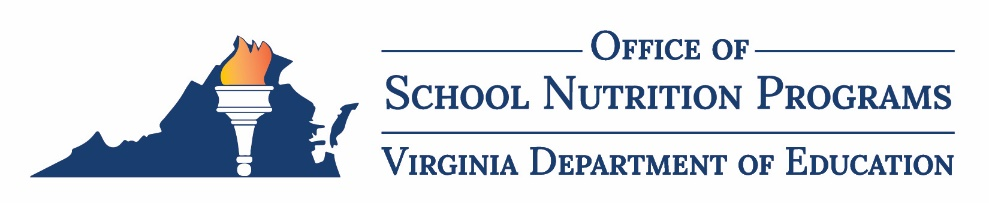 Office of
School Nutrition Programs
Virginia Department of Education